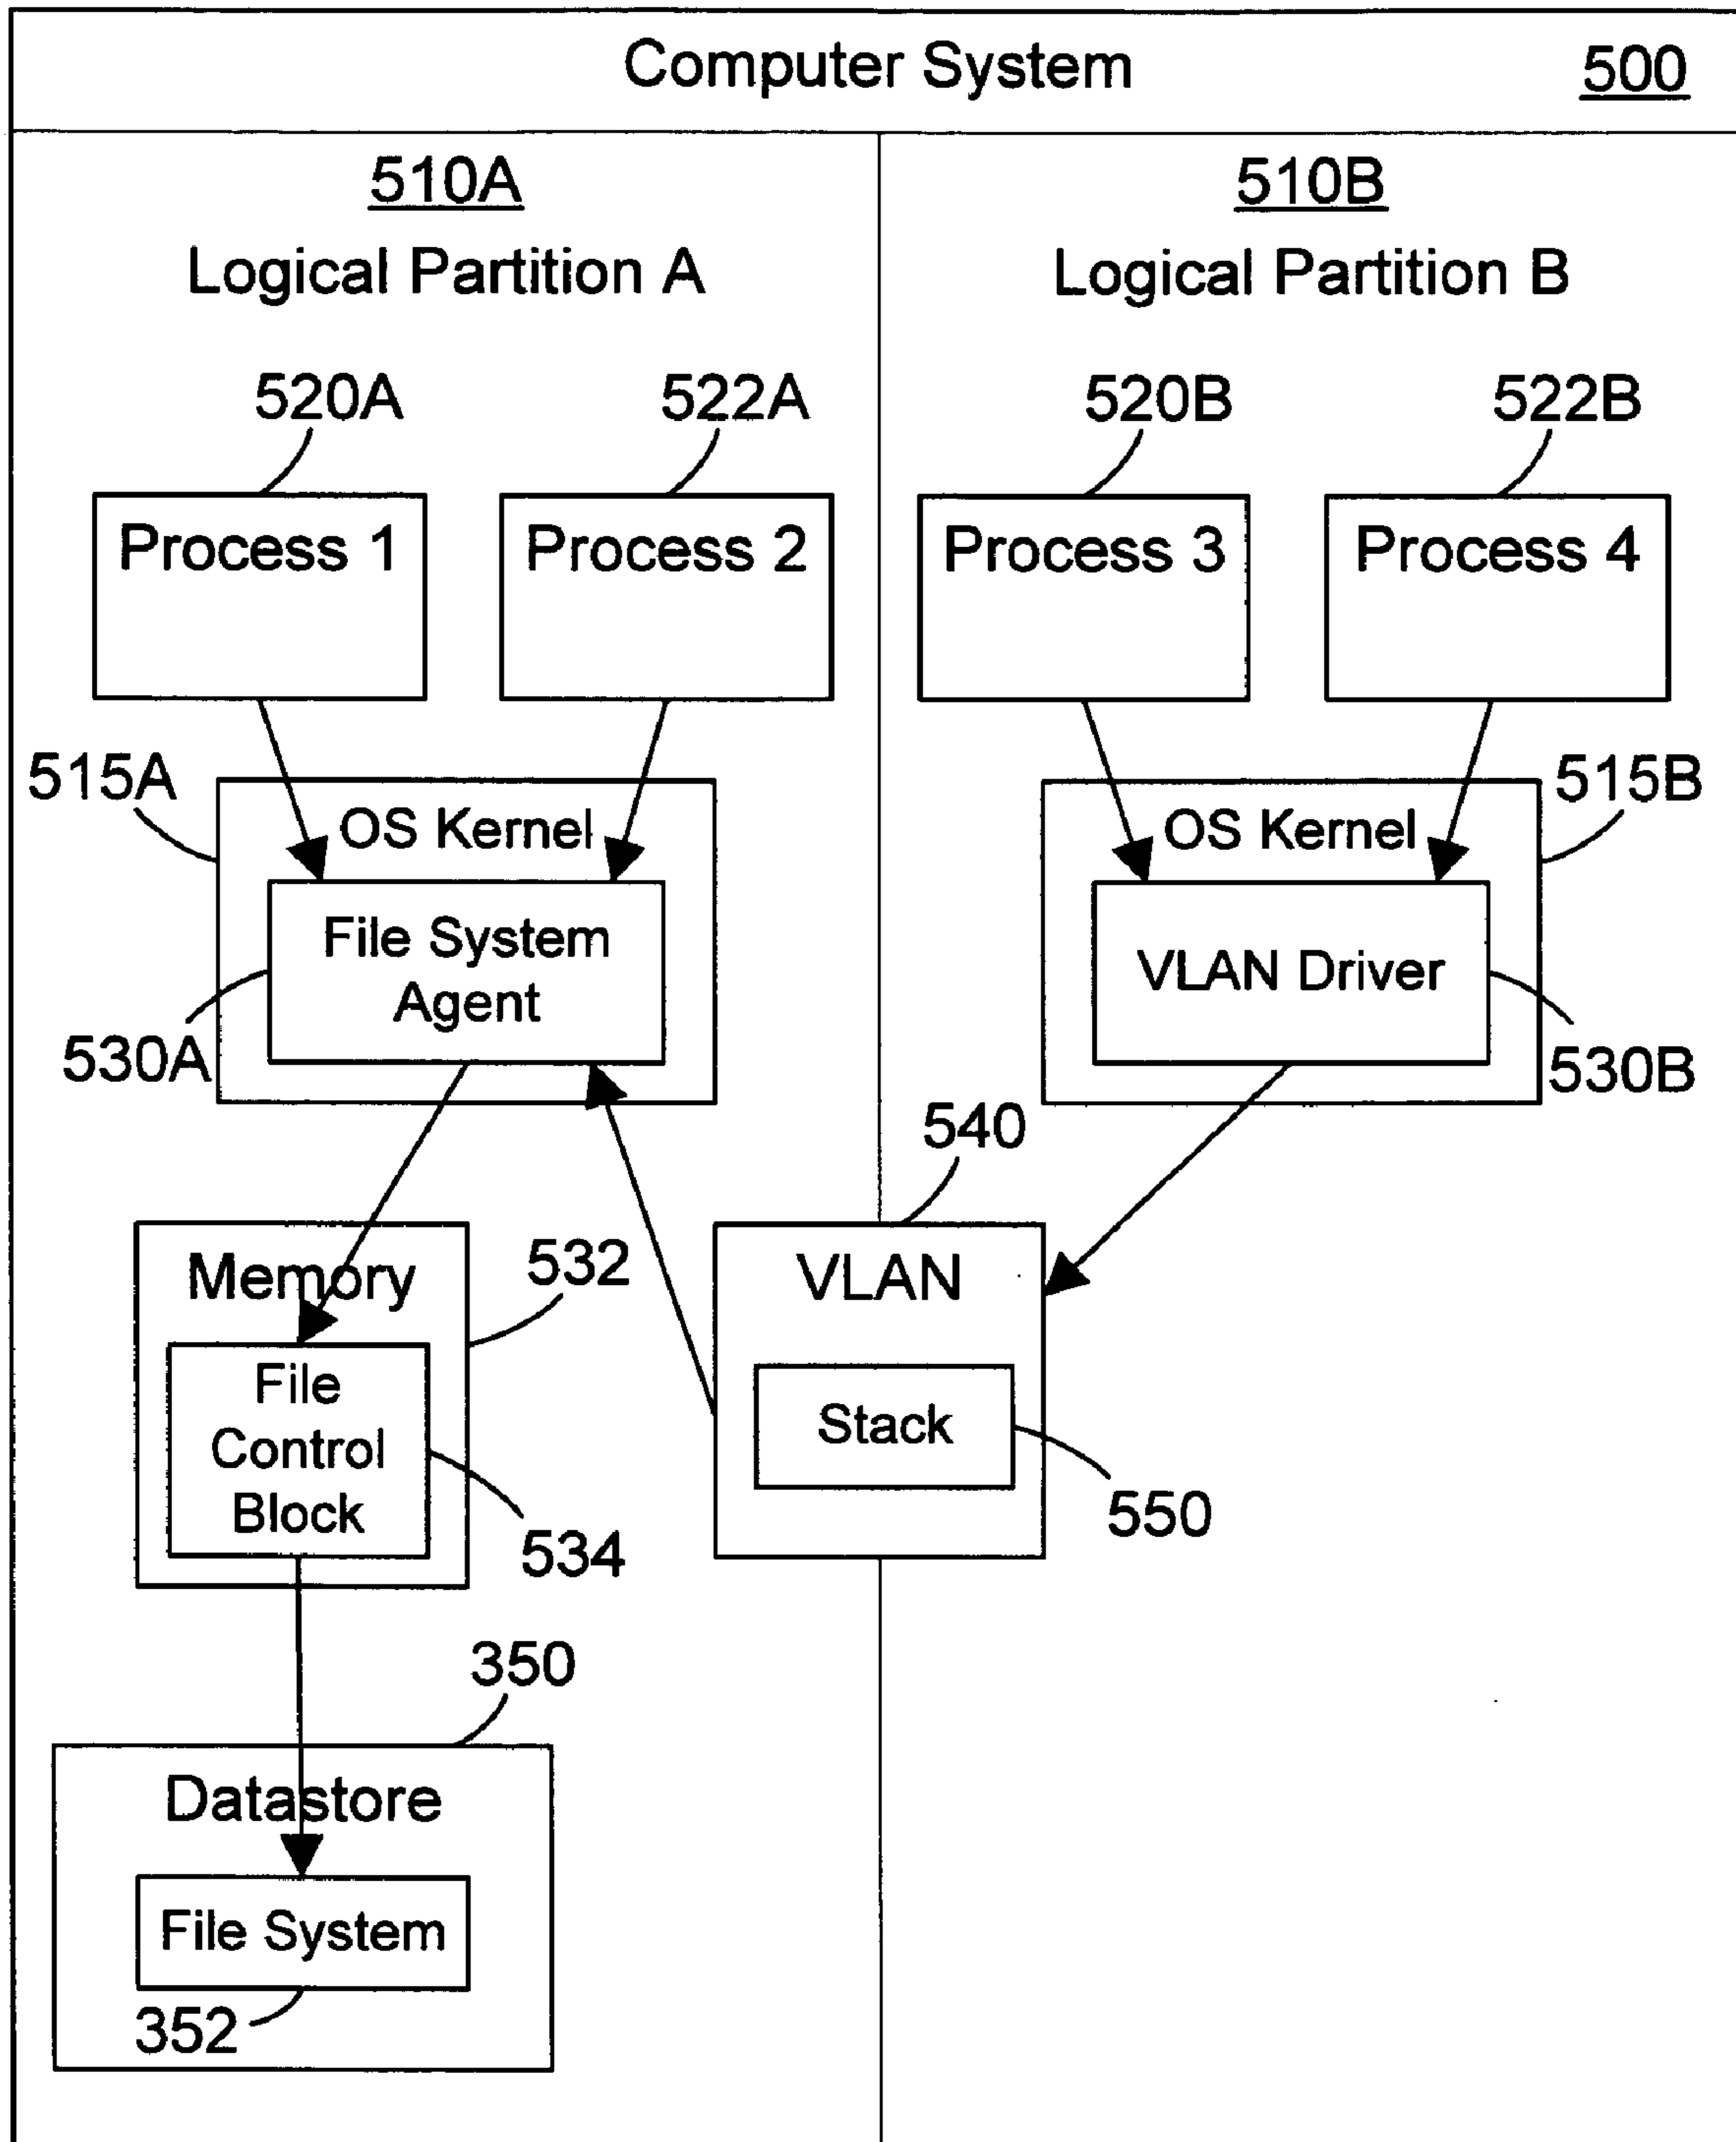 Computer System 500
510A
Logical Partition A
510B
Logical Partition B
520A
522A
520B
522B
Process 1
Process 2
Process 3
Process 4
515A
OS Kernel
File System
Agent
530A
OS Kernel
515B
VLAN Driver
530B
540
Memory
532
File
Control
Block
534
VLAN
Stack
550
350
Datastore
File System
352